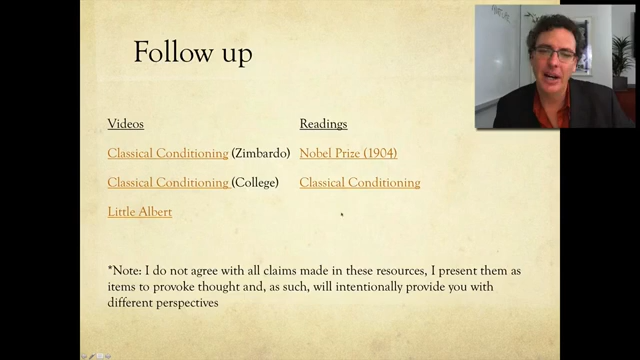 Follow up
Videos
Readings
Classical Conditioning (Zimbardo)
Nobel Prize (1904)
Classical Conditioning (College)
Classical Conditioning
Little Albert
*Note: I do not agree with all claims made in these resources, I present them as
items to provoke thought and, as such, will intentionally provide you with
different perspectives